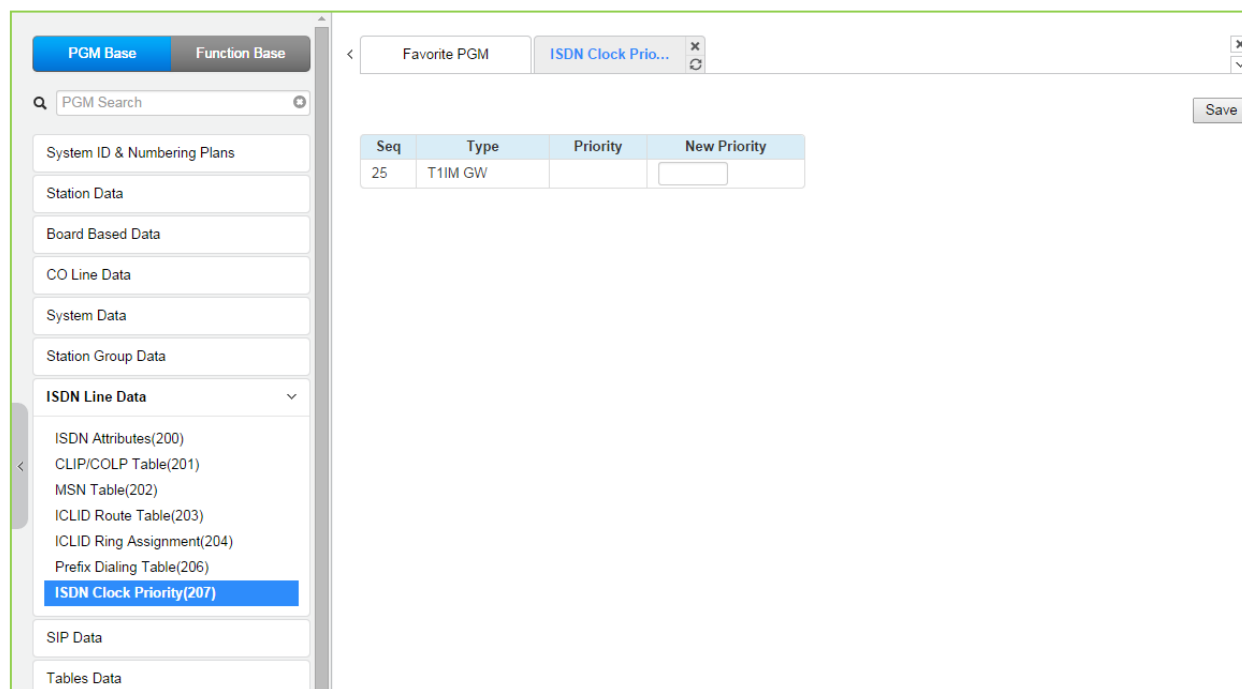 PGM Base Function Base
PGM Search
System ID & Numbering Plans
Station Data
Board Based Data
CO Line Data
System Data
Station Group Data
ISDN Line Data
ISDN Attributes(200)
CLIP/COLP Table(201)
MSN Table(202)
ICLID Route Table(203)
ICLID Ring Assignment(204)
Prefix Dialing Table(206)
ISDN Clock Priority(207)
SIP Data
Tables Data
Favorite PGM ISDN Clock Prio...
Save
Seq Type Priority New Priority
25 T1IM GW